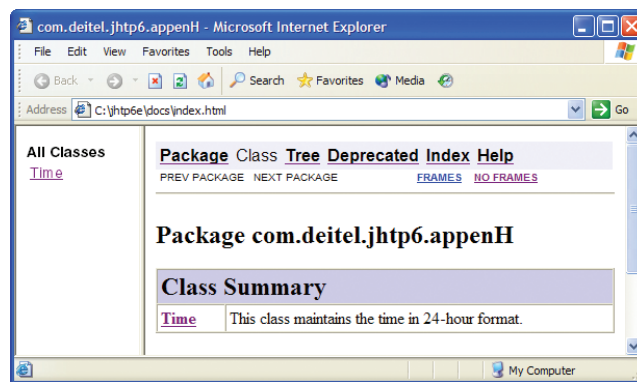 com.deitel.jhtp6.appenH - Microsoft Internet Explorer
File Edit View Favorites Tools Help
Back Search Favorites Media
Address C:\jhtp6e\docs\index.html Go
All Classes
Time
Package Class Tree Deprecated Index Help
PREV PACKAGE NEXT PACKAGE FRAMES NO FRAMES
Package com.deitel.jhtp6.appenH
Class Summary
Time This class maintains the time in 24-hour format.
My Computer